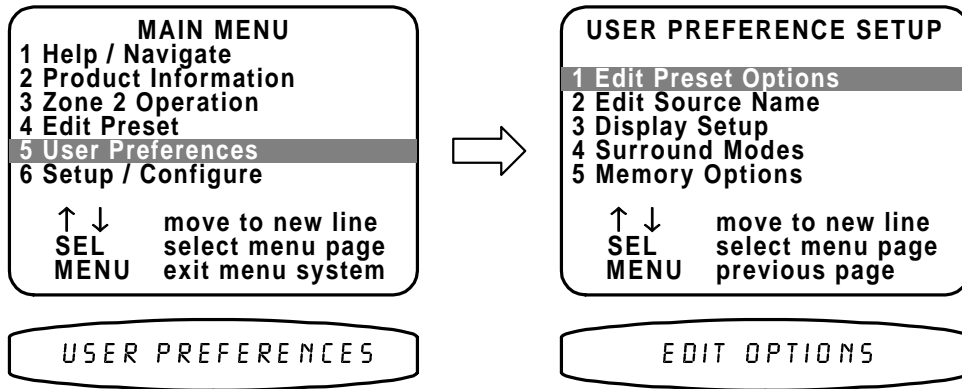 MAIN MENU
1 Help / Navigate
2 Product Information
3 Zone 2 Operation
4 Edit Preset
5 User Preferences
6 Setup / Configure
↑ ↓ move to new line
SEL select menu page
MENU exit menu system
USER PREFERENCES
USER PREFERENCE SETUP
1 Edit Preset Options
2 Edit Source Name
3 Display Setup
4 Surround Modes
5 Memory Options
↑ ↓ move to new line
SEL select menu page
MENU previous page
EDIT OPTIONS